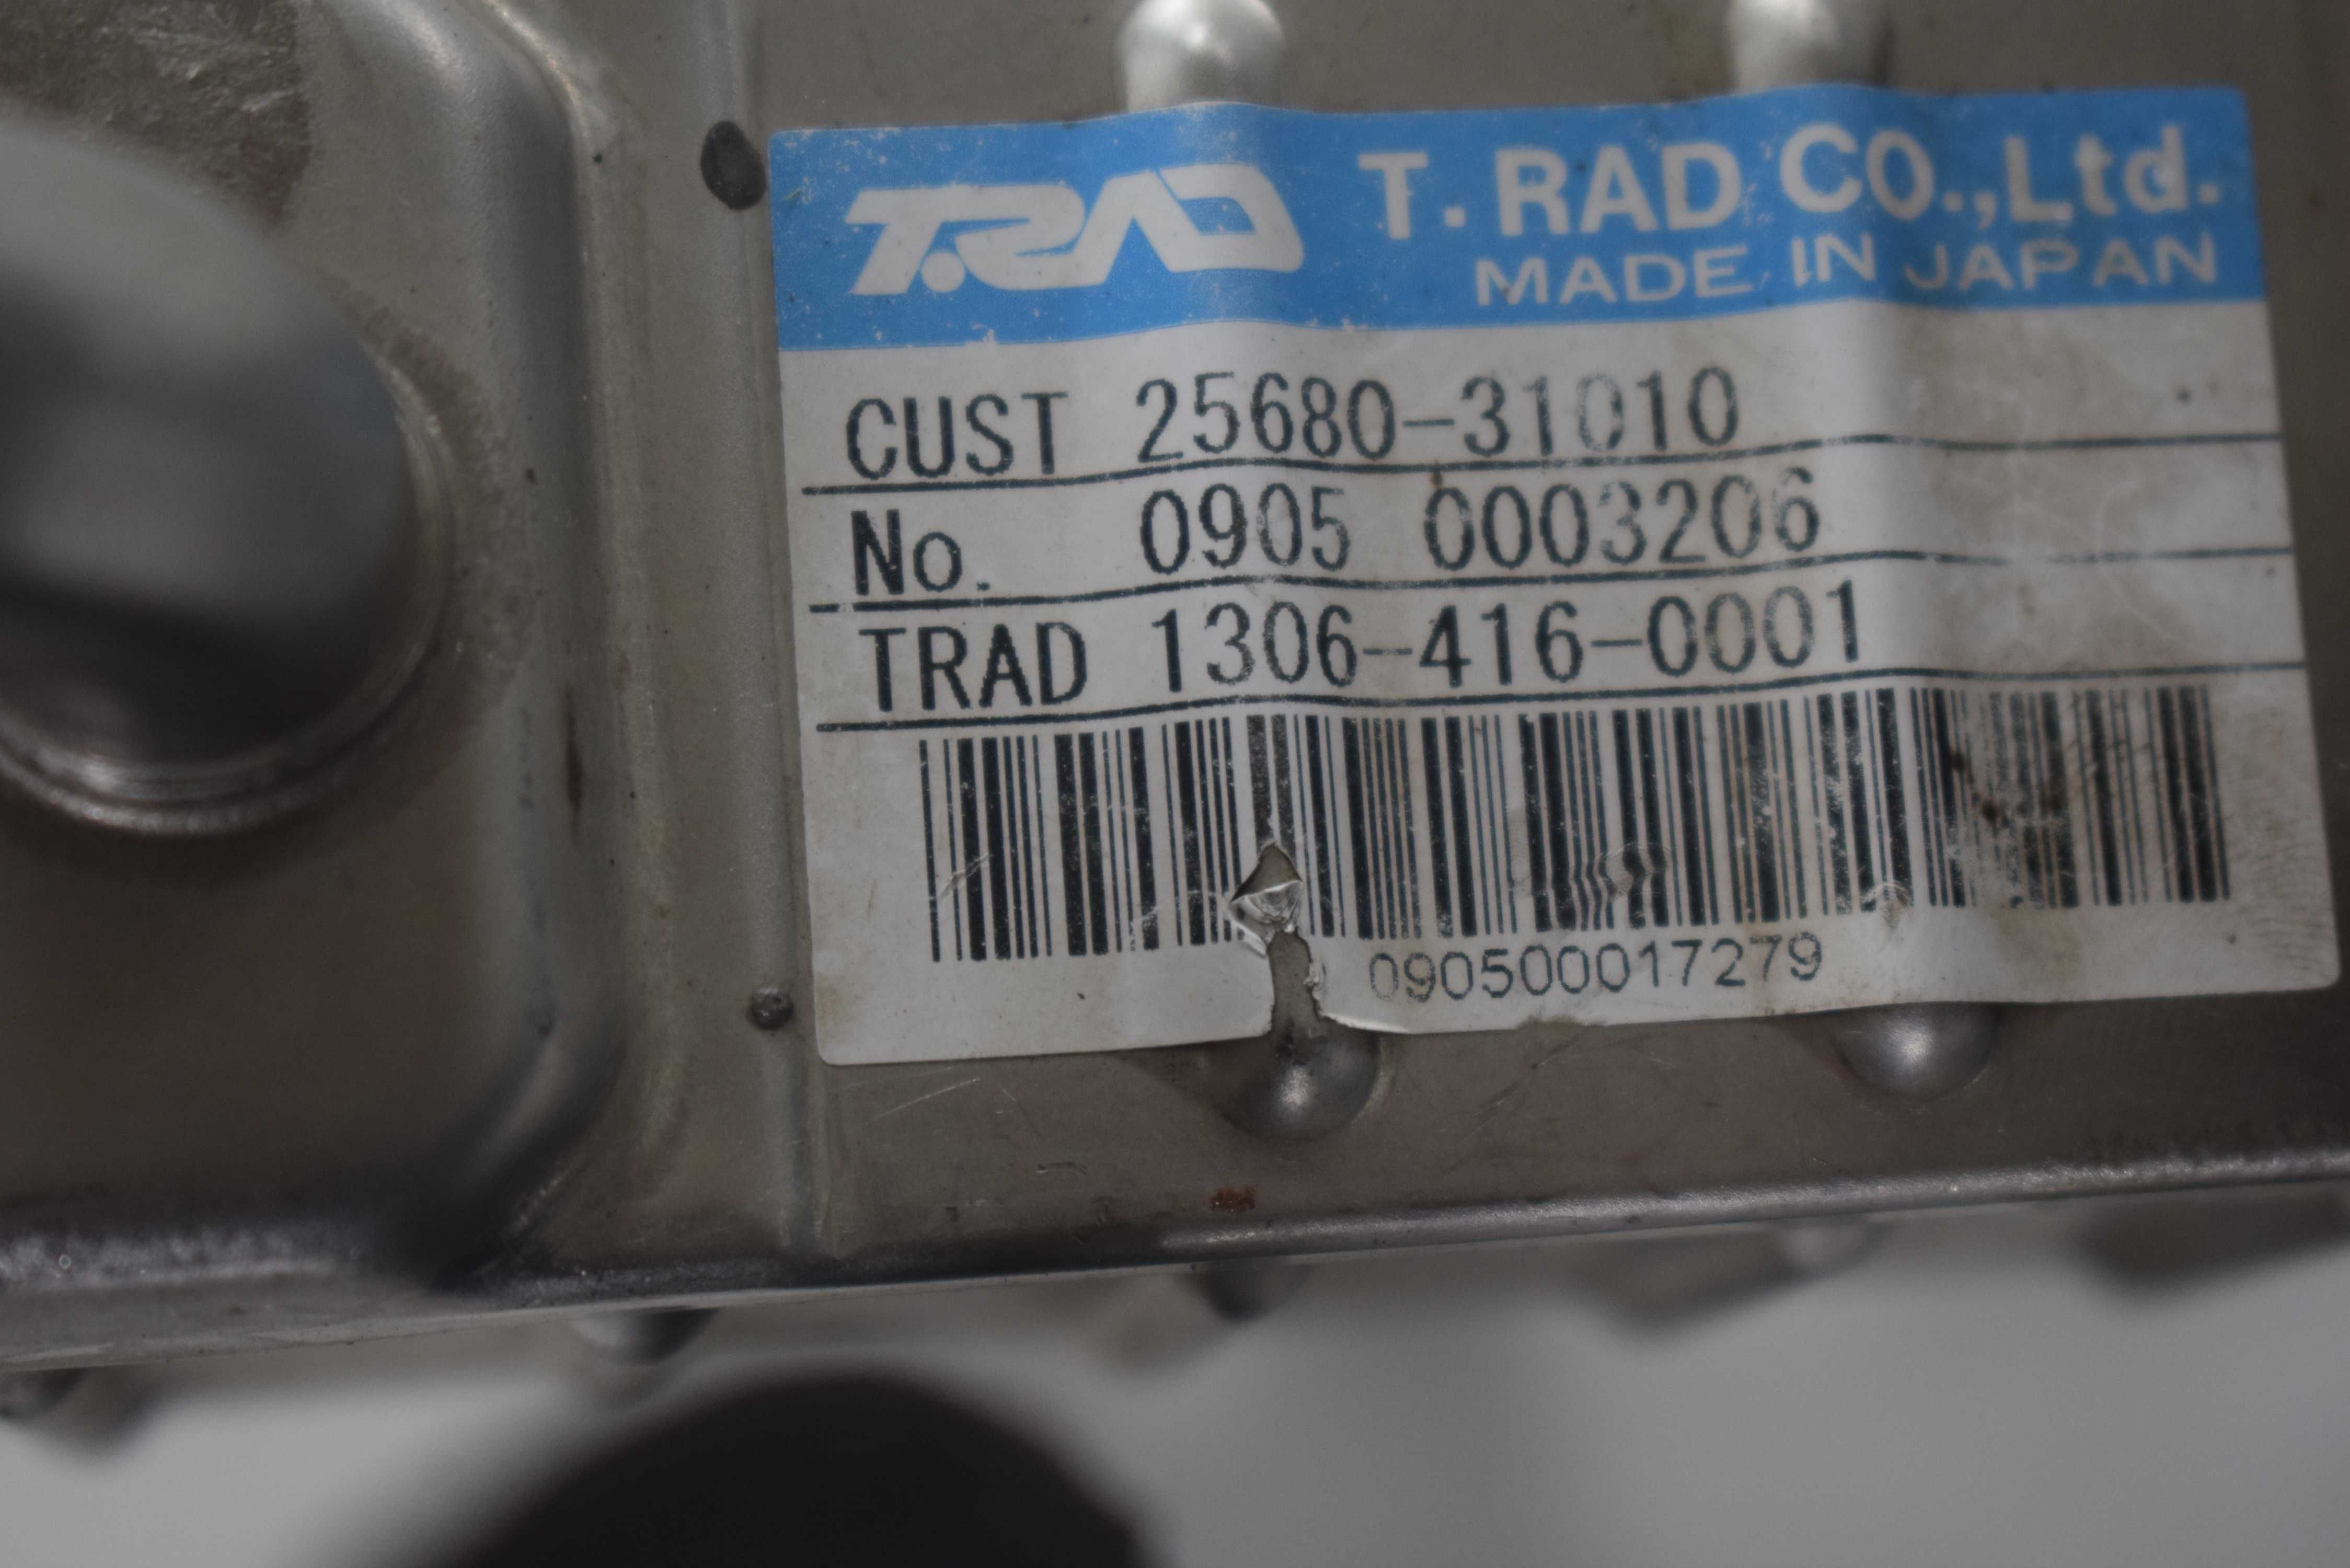 T.RAD T. RAD CO.,Ltd.
MADE IN JAPAN
CUST 25680-31010
No. 0905 0003206
TRAD 1306-416-0001
090500017279